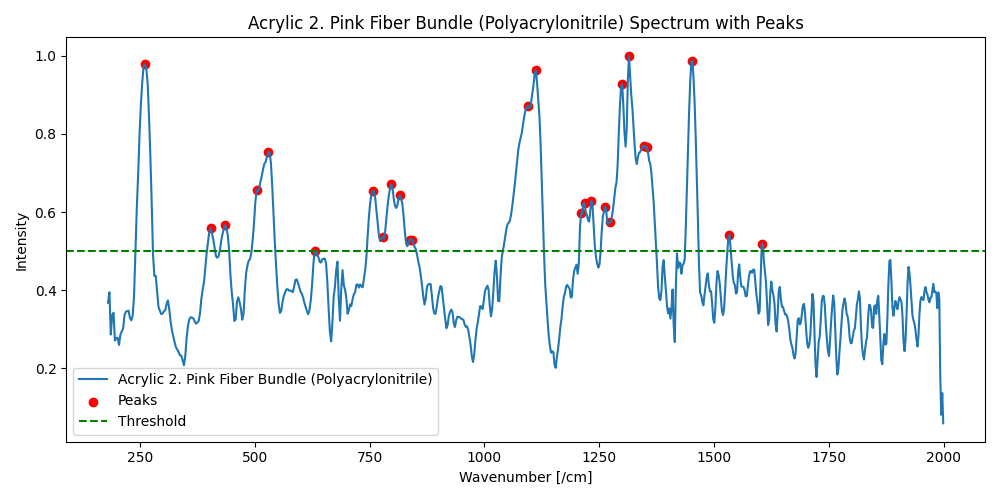 Acrylic 2. Pink Fiber Bundle (Polyacrylonitrile) Spectrum with Peaks
Intensity
1.0
0.8
0.6
0.4
0.2
Acrylic 2. Pink Fiber Bundle (Polyacrylonitrile)
Peaks
Threshold
250 500 750 1000 1250 1500 1750 2000
Wavenumber [/cm]